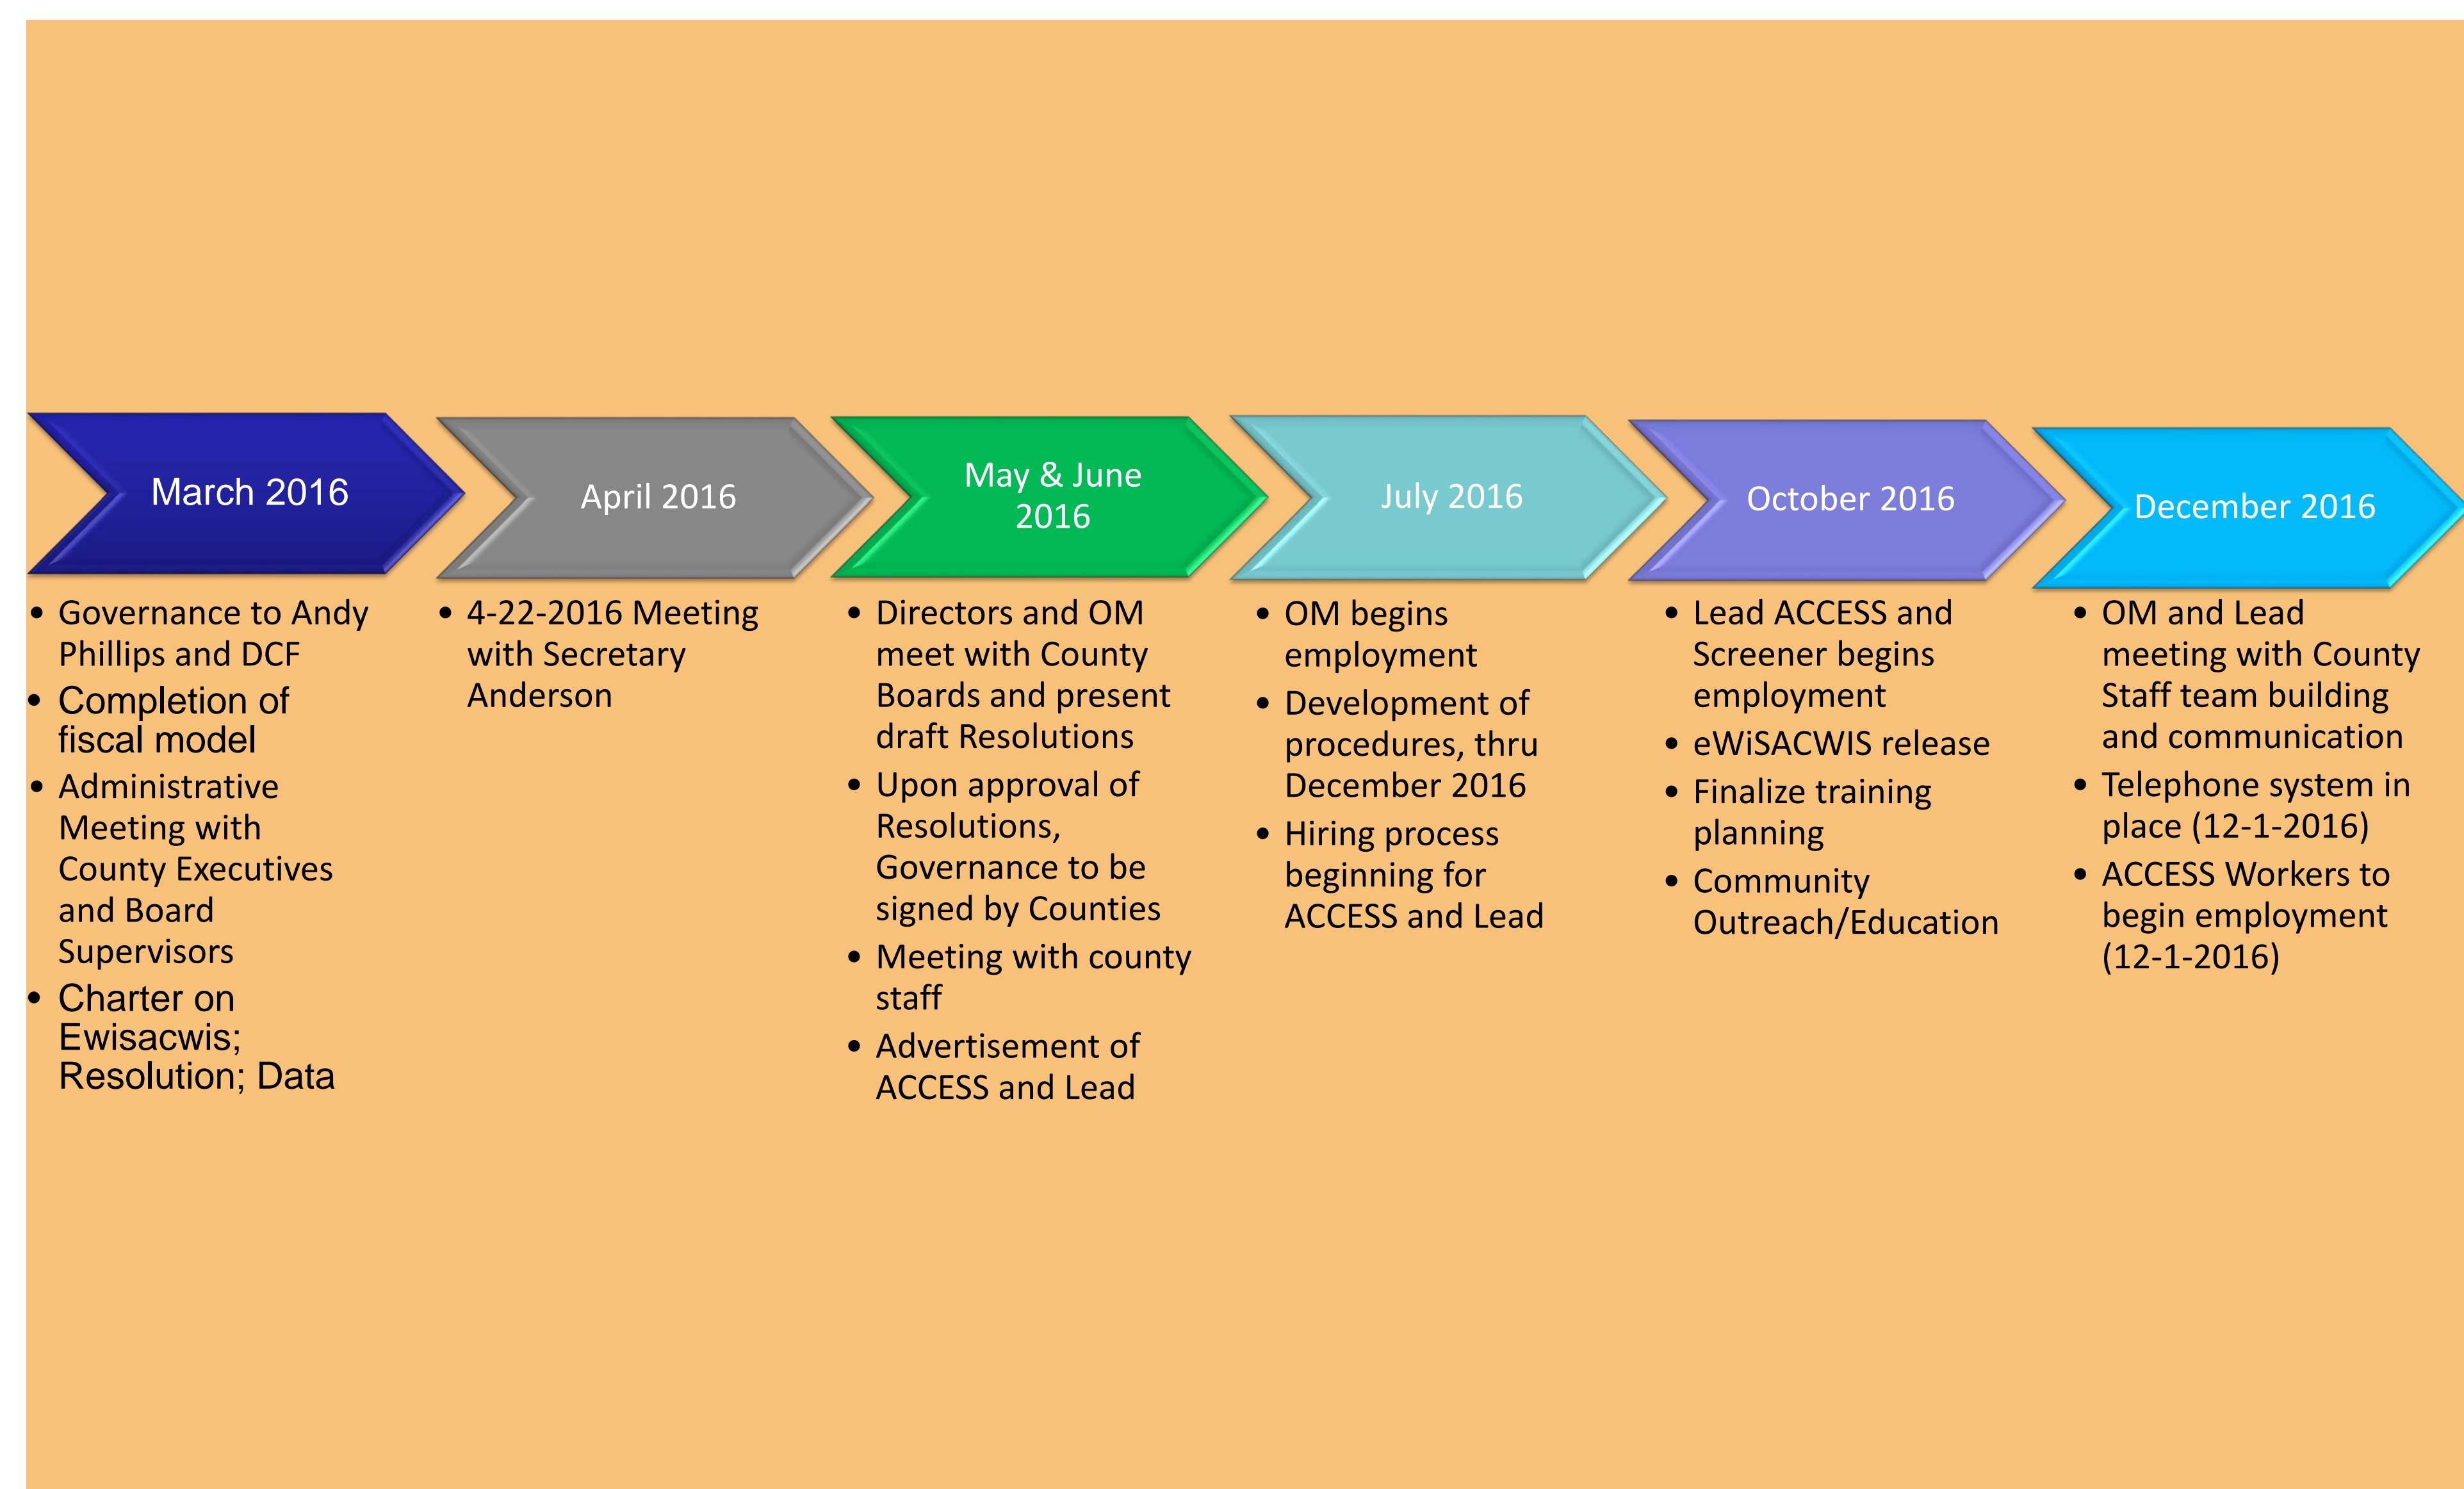 March 2016
• Governance to Andy
Phillips and DCF
• Completion of
fiscal model
• Administrative
Meeting with
County Executives
and Board
Supervisors
• Charter on
Ewisacwis;
Resolution; Data
April 2016
• 4-22-2016 Meeting
with Secretary
Anderson
May & June
2016
• Directors and OM
meet with County
Boards and present
draft Resolutions
• Upon approval of
Resolutions,
Governance to be
signed by Counties
• Meeting with county
staff
• Advertisement of
ACCESS and Lead
July 2016
• OM begins
employment
• Development of
procedures, thru
December 2016
• Hiring process
beginning for
ACCESS and Lead
October 2016
• Lead ACCESS and
Screener begins
employment
• eWiSACWIS release
• Finalize training
planning
• Community
Outreach/Education
December 2016
• OM and Lead
meeting with County
Staff team building
and communication
• Telephone system in
place (12-1-2016)
• ACCESS Workers to
begin employment
(12-1-2016)